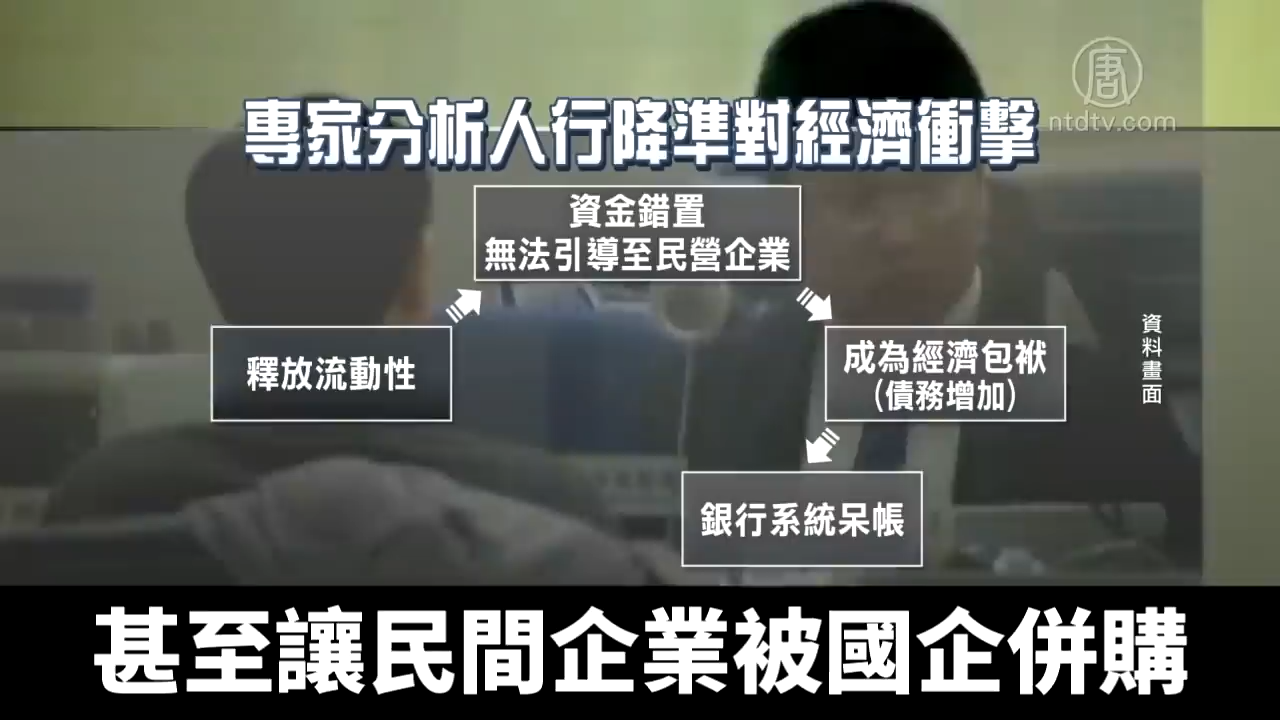 唐
ntdtv.com
專家分析人行降準對經濟衝擊
資金錯置
無法引導至民營企業
釋放流動性
成為經濟包袱
(債務增加)
資料畫面
銀行系統呆帳
甚至讓民間企業被國企併購